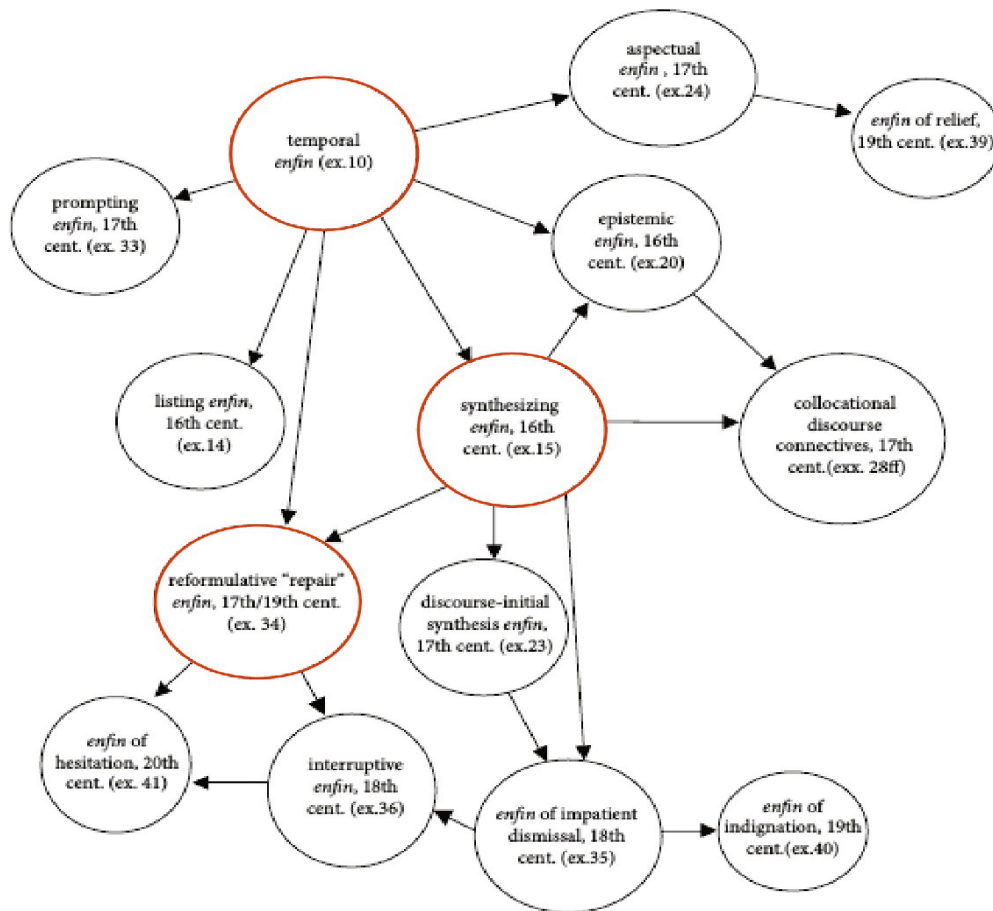 aspectual
enfin , 17th
cent. (ex.24)
enfin of relief,
19th cent. (ex.39)
temporal
enfin (ex.10)
prompting
enfin, 17th
cent. (ex. 33)
epistemic
enfin, 16th
cent. (ex.20)
listing enfin,
16th cent.
(ex.14)
synthesizing
enfin, 16th
cent. (ex.15)
collocational
discourse
connectives, 17th
cent.(exx. 28ff)
reformulative “repair”
enfin, 17th/19th cent.
(ex. 34)
discourse-initial
synthesis enfin,
17th cent. (ex.23)
enfin of
hesitation, 20th
cent. (ex. 41)
interruptive
enfin, 18th
cent. (ex.36)
enfin of impatient
dismissal, 18th
cent. (ex.35)
enfin of
indignation, 19th
cent.(ex.40)